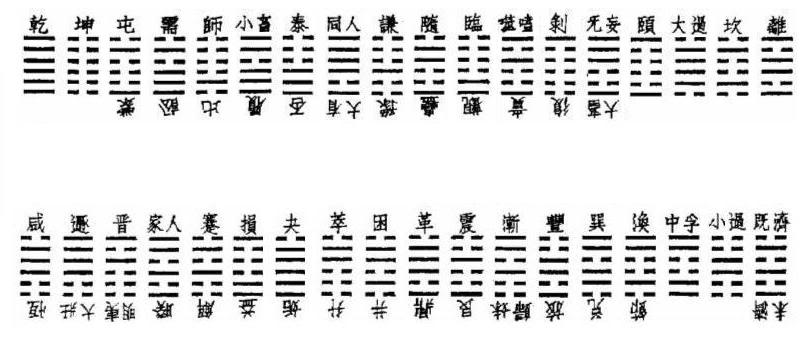 乾 坤 屯 需 師 小畜 泰 同人 謙 隨 臨 噬嗑 剝 无妄 頤 大過 坎 離
蒙 訟 比 履 否 大有 豫 蠱 觀 賁 復 大畜
咸 遯 晋 家人 蹇 損 夬 萃 困 革 震 漸 豐 巽 渙 中孚 小過 既濟
恒 大壯 明夷 睽 解 益 姤 升 井 鼎 艮 歸妹 旅 兌 節 未濟